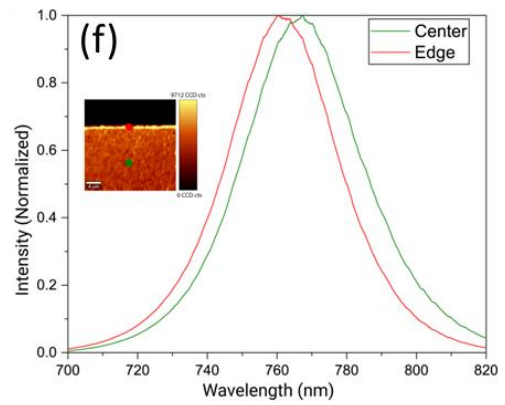 (f)
Center
Edge
9712 CCD cts
0 CCD cts
1.0
0.8
0.6
0.4
0.2
0.0
Intensity (Normalized)
700 720 740 760 780 800 820
Wavelength (nm)